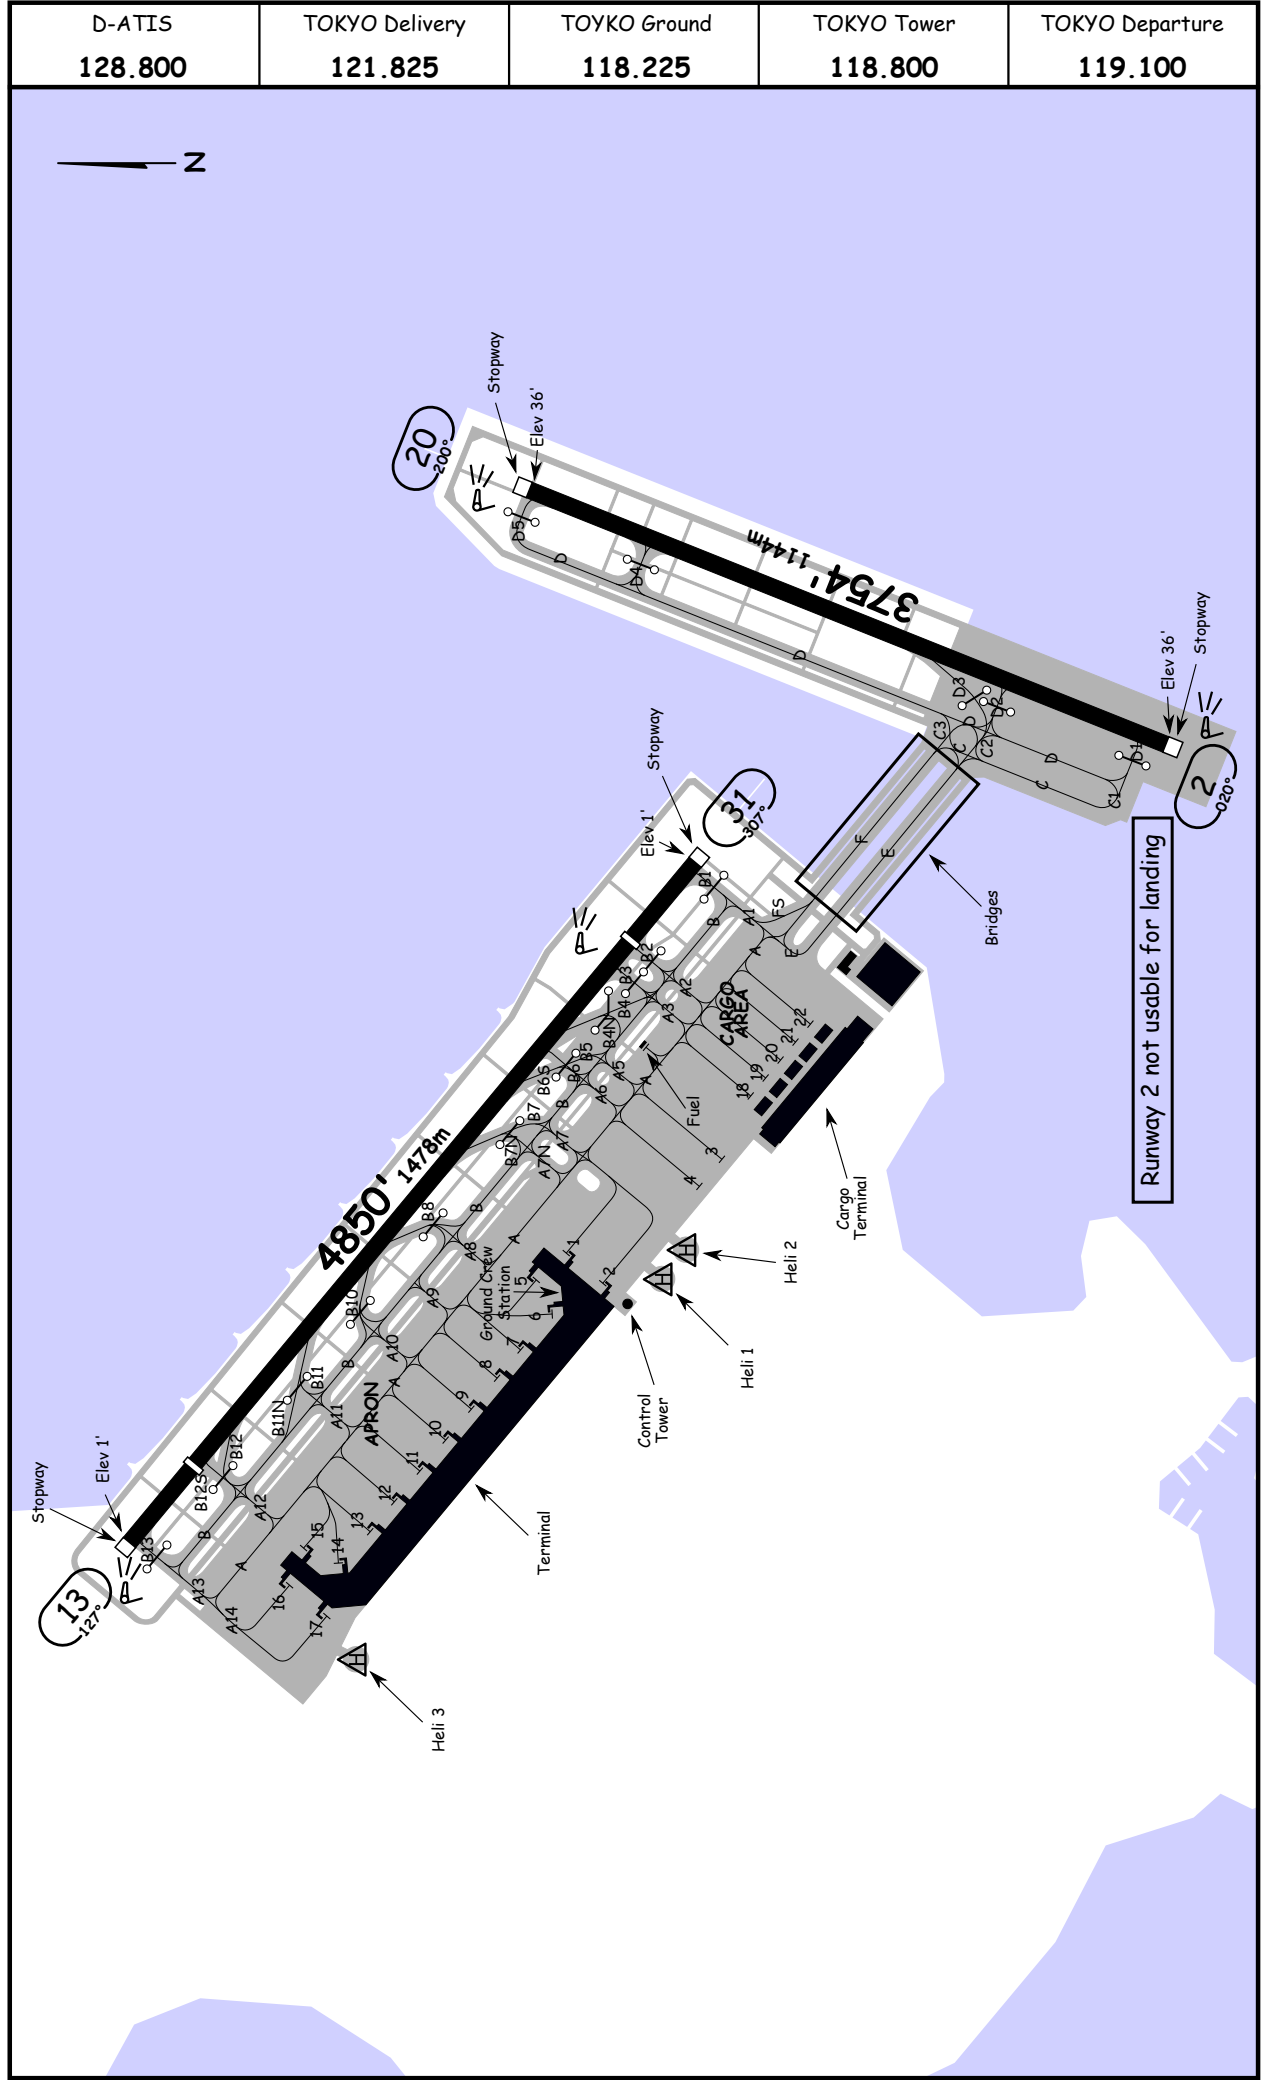 D-ATIS
128.800
TOKYO Delivery
121.825
TOYKO Ground
118.225
TOKYO Tower
118.800
TOKYO Departure
119.100
N
Stopway
Elev 36'
20
200°
D5
D
D4
3754' 1144m
D
D3
D2
C3
D
C
C2
D
C
C1
D1
Elev 36'
Stopway
2
020°
Runway 2 not usable for landing
Bridges
F
E
FS
E
Stopway
Elev 1'
31
307°
B1
B
A1
A
B2
B3
A2
B4
A3
B4N
B5
A5
B6
A6
B6S
B
A
B7
A7
B7N
A7N
CARGO
AREA
22
21
20
19
18
Fuel
3
4
Cargo
Terminal
4850' 1478m
B8
B
A8
A
A9
B10
A10
B
A
B11
A11
B11N
APRON
B12
A12
B12S
B
A
B13
A13
A14
Ground Crew
Station
1
2
5
6
7
8
9
10
11
12
13
14
15
16
17
H
Heli 2
H
Heli 1
Control
Tower
Terminal
H
Heli 3
Stopway
Elev 1'
13
127°